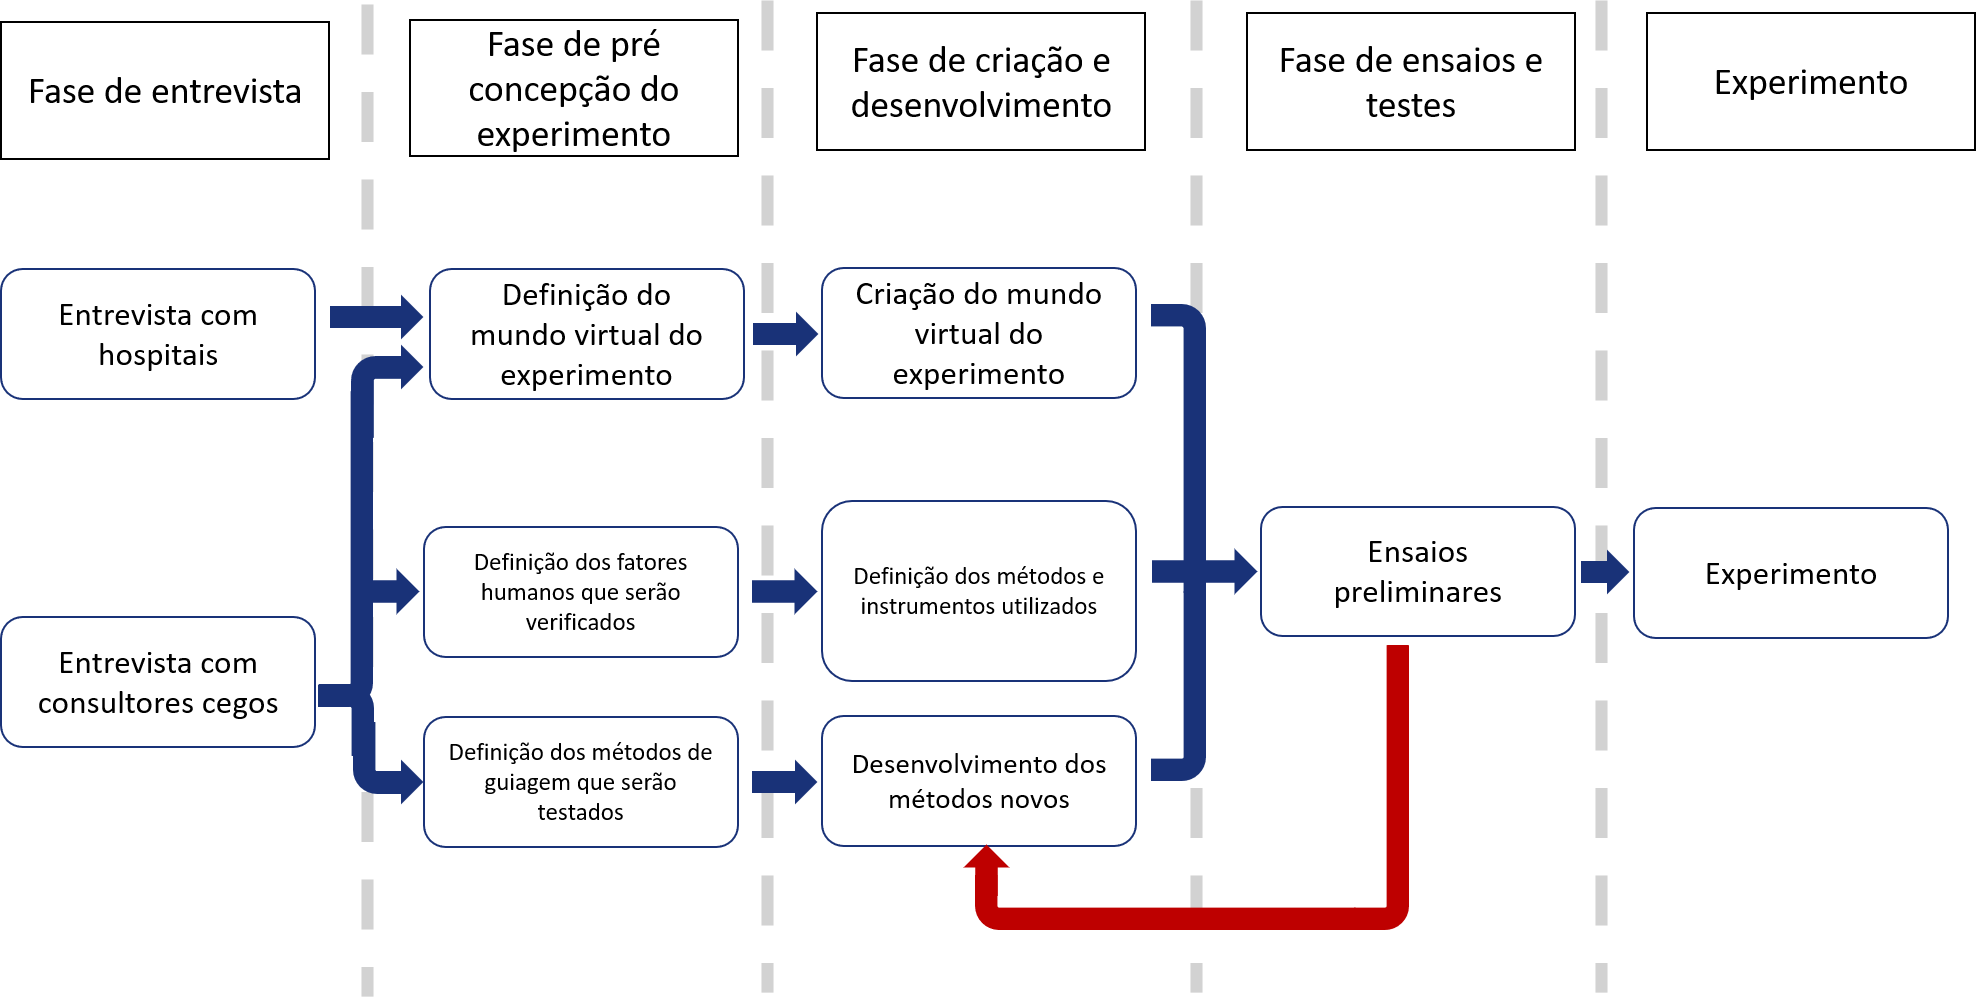 Fase de entrevista
Fase de pré
concepção do
experimento
Fase de criação e
desenvolvimento
Fase de ensaios e
testes
Experimento
Entrevista com
hospitais
Definição do
mundo virtual do
experimento
Criação do mundo
virtual do
experimento
Definição dos fatores
humanos que serão
verificados
Definição dos métodos e
instrumentos utilizados
Ensaios
preliminares
Experimento
Entrevista com
consultores cegos
Definição dos métodos de
guiagem que serão
testados
Desenvolvimento dos
métodos novos